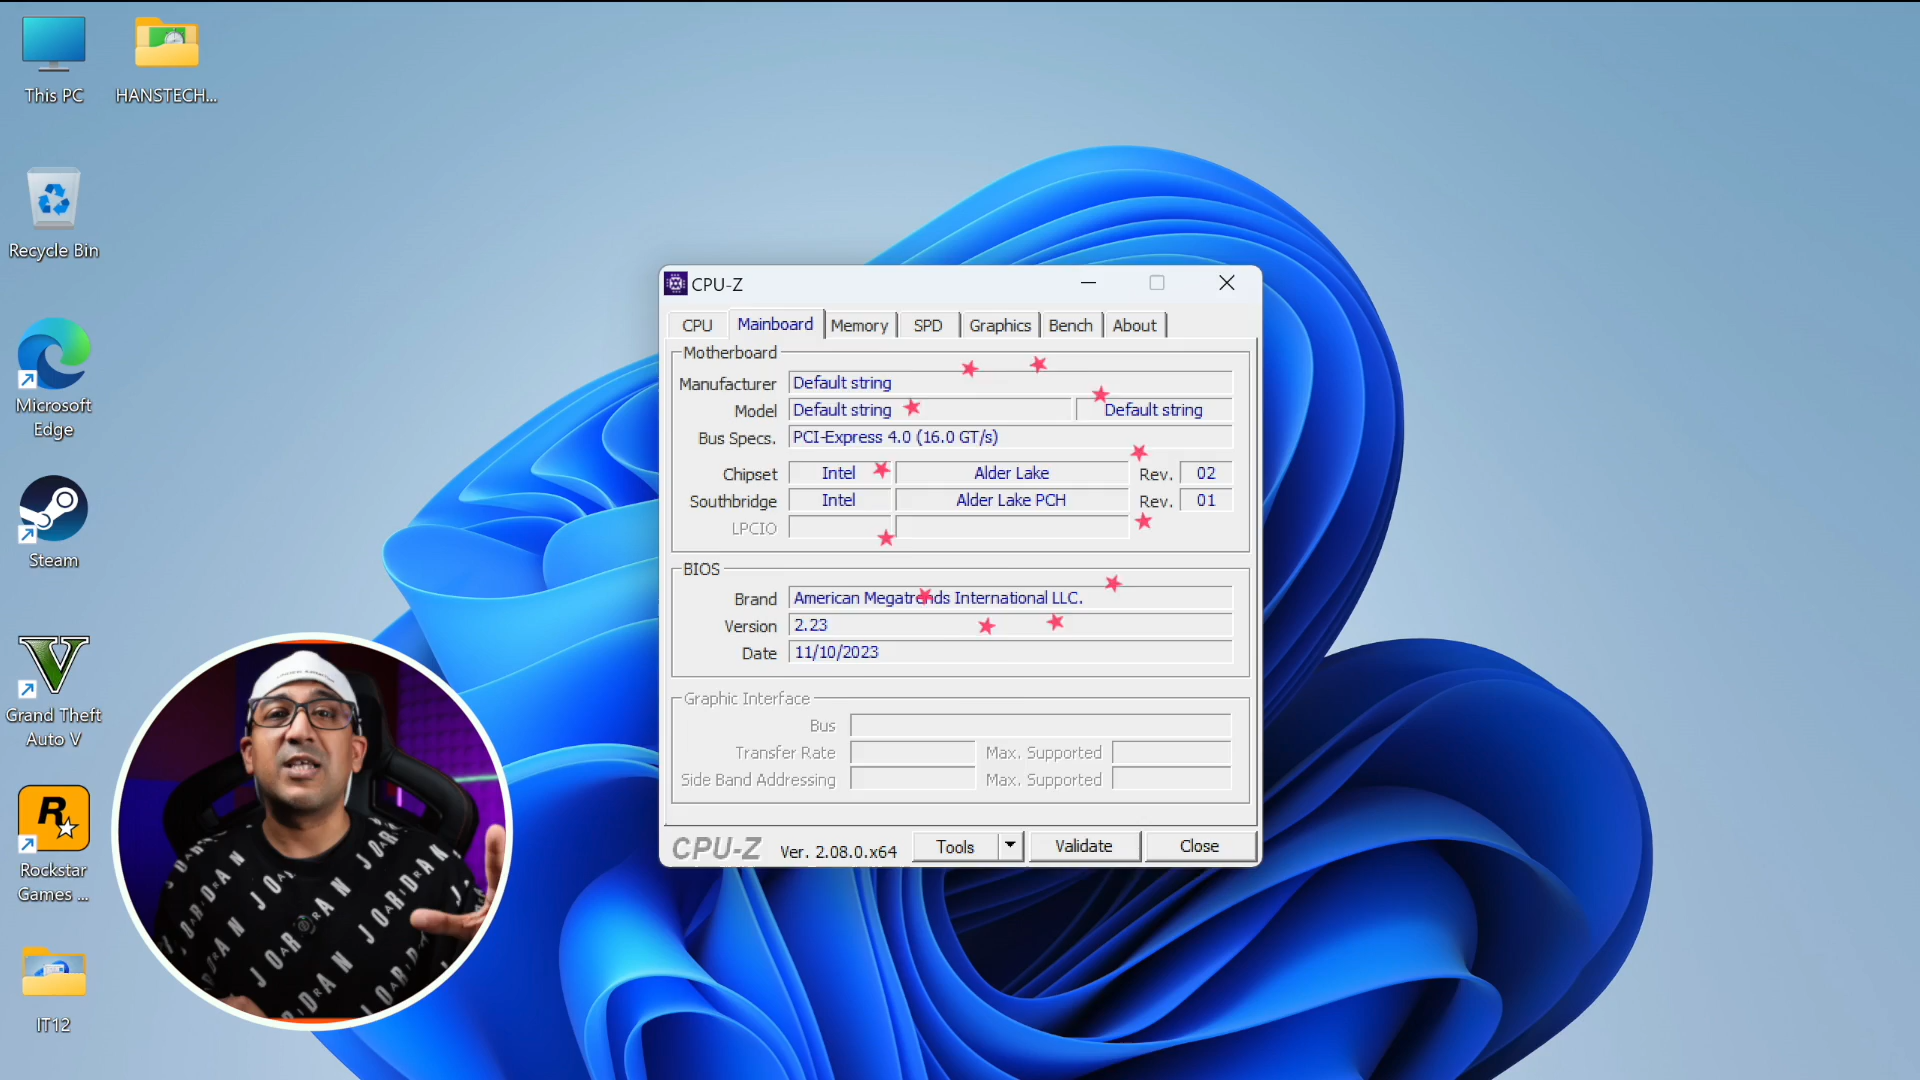 This PC
HANSTECH...
Recycle Bin
Microsoft
Edge
Steam
Grand Theft
Auto V
R
Rockstar
Games ...
IT12
CPU-Z
CPU
Mainboard
Memory
SPD
Graphics
Bench
About
Motherboard
Manufacturer Default string
Model Default string Default string
Bus Specs. PCI-Express 4.0 (16.0 GT/s)
Chipset Intel Alder Lake Rev. 02
Southbridge Intel Alder Lake PCH Rev. 01
LPCIO
BIOS
Brand American Megatrends International LLC.
Version 2.23
Date 11/10/2023
Graphic Interface
Bus
Transfer Rate Max. Supported
Side Band Addressing Max. Supported
CPU-Z Ver. 2.08.0.x64 Tools Validate Close
JORDAN
JORDAN
JORDAN